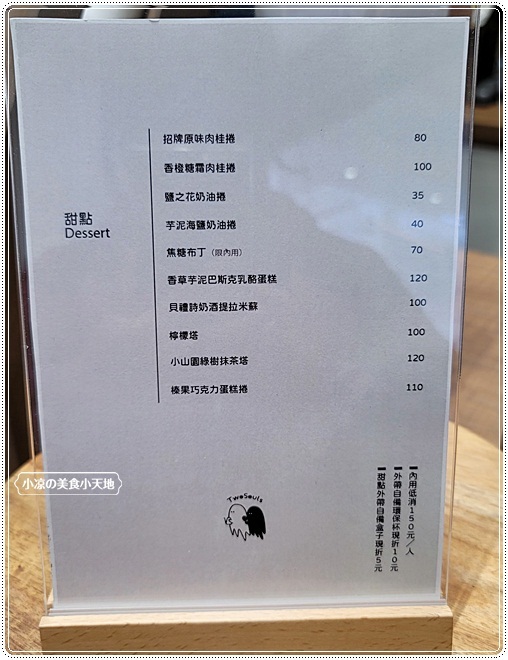 甜點
Dessert
招牌原味肉桂捲 80
香橙糖霜肉桂捲 100
鹽之花奶油捲 35
芋泥海鹽奶油捲 40
焦糖布丁（限內用） 70
香草芋泥巴斯克乳酪蛋糕 120
貝禮詩奶酒提拉米蘇 100
檸檬塔 100
小山園綠樹抹茶塔 120
榛果巧克力蛋糕捲 110
小凉の美食小天地
TwoSouls
內用低消150元／人
外帶自備環保杯現折10元
甜點外帶自備盒子現折5元